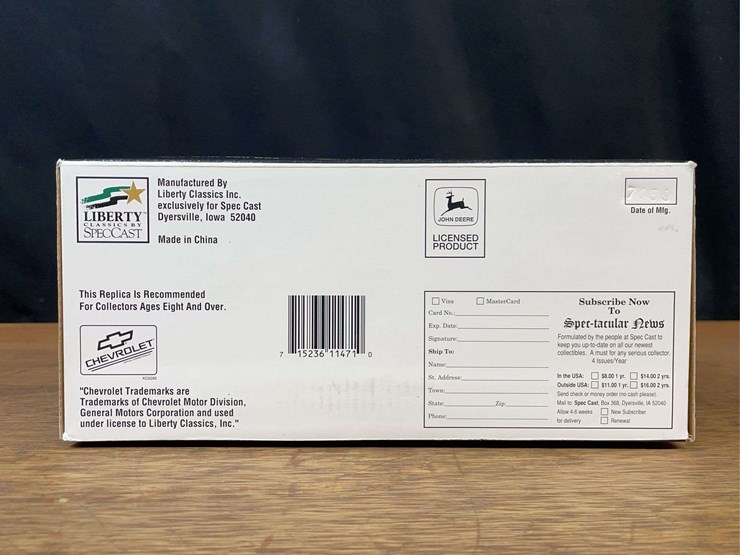 LIBERTY
CLASSICS BY
SPECCAST
Manufactured By
Liberty Classics Inc.
exclusively for Spec Cast
Dyersville, Iowa 52040
Made in China
JOHN DEERE
LICENSED
PRODUCT
Date of Mfg.
This Replica Is Recommended
For Collectors Ages Eight And Over.
CHEVROLET
"Chevrolet Trademarks are
Trademarks of Chevrolet Motor Division,
General Motors Corporation and used
under license to Liberty Classics, Inc."
7 15236 11471 0
Visa MasterCard
Card No.:
Exp. Date:
Signature:
Ship To:
Name:
St. Address:
Town:
State: Zip:
Phone:
Subscribe Now
To
Spec-tacular News
Formulated by the people at Spec Cast to
keep you up-to-date on all our newest
collectibles. A must for any serious collector.
4 Issues/Year
In the USA: $8.00 1 yr. $14.00 2 yrs.
Outside USA: $11.00 1 yr. $16.00 2 yrs.
Send check or money order (no cash please).
Mail to: Spec Cast, Box 368, Dyersville, IA 52040
Allow 4-6 weeks New Subscriber
for delivery Renewal